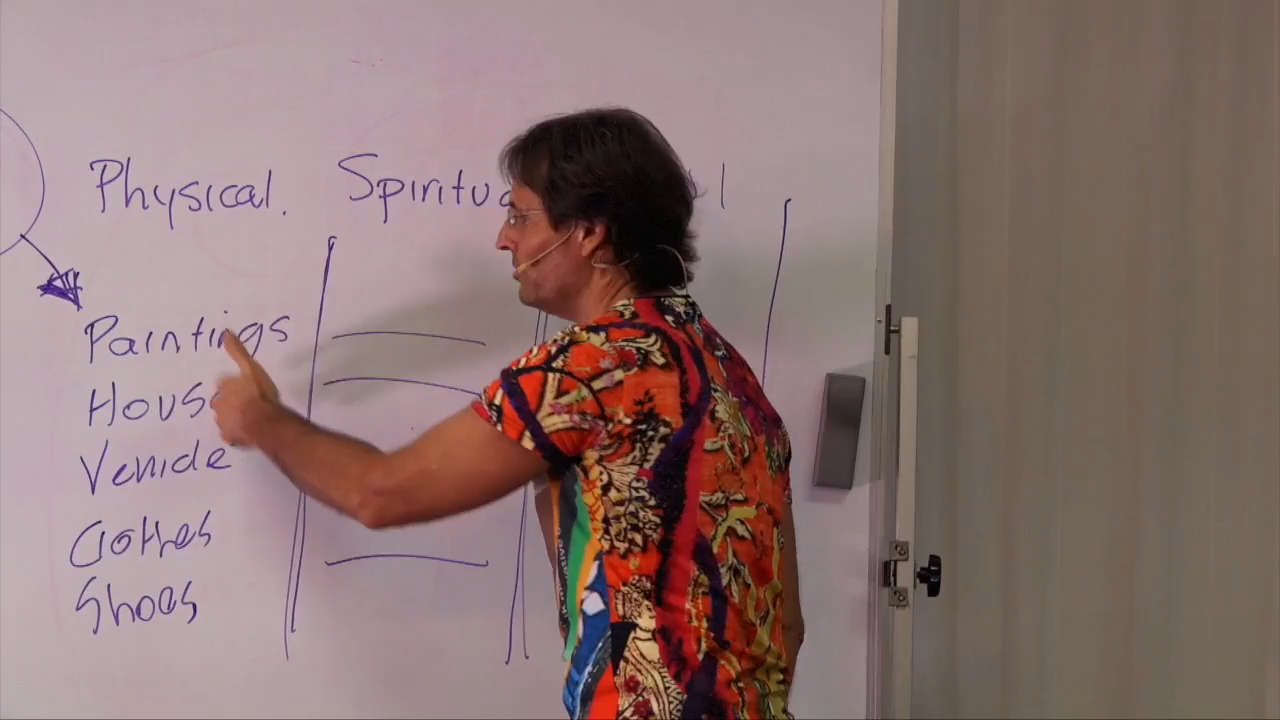 Physical. Spiritu
Paintings
Hous
Vehicle
Clothes
Shoes